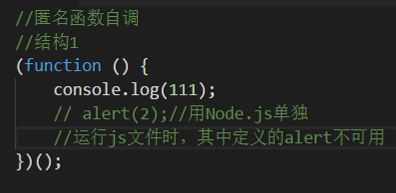 //匿名函数自调
//结构1
(function () {
    console.log(111);
    // alert(2);//用Node.js单独
    //运行js文件时，其中定义的alert不可用
})();